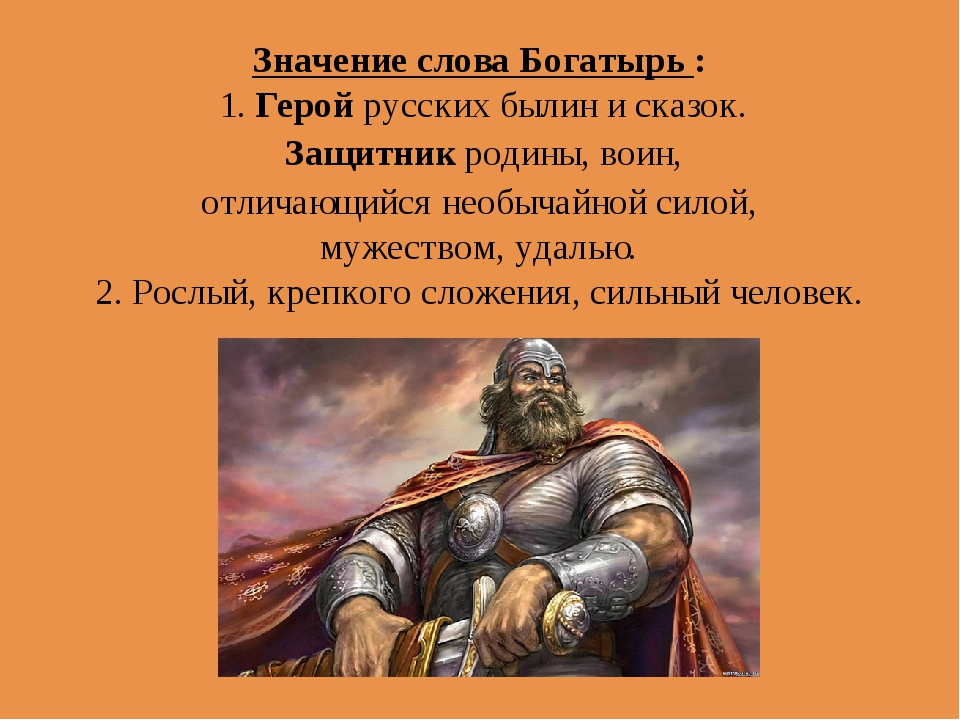 Значение слова Богатырь :
1. Герой русских былин и сказок.
Защитник родины, воин,
отличающийся необычайной силой,
мужеством, удалью.
2. Рослый, крепкого сложения, сильный человек.